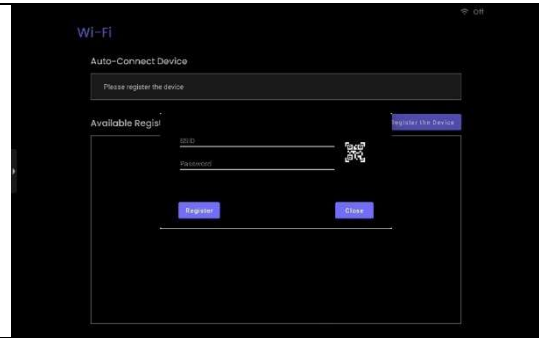 Off
Wi-Fi
Auto-Connect Device
Please register the device
Available Regist
Register the Device
SSID
Password
Register
Close